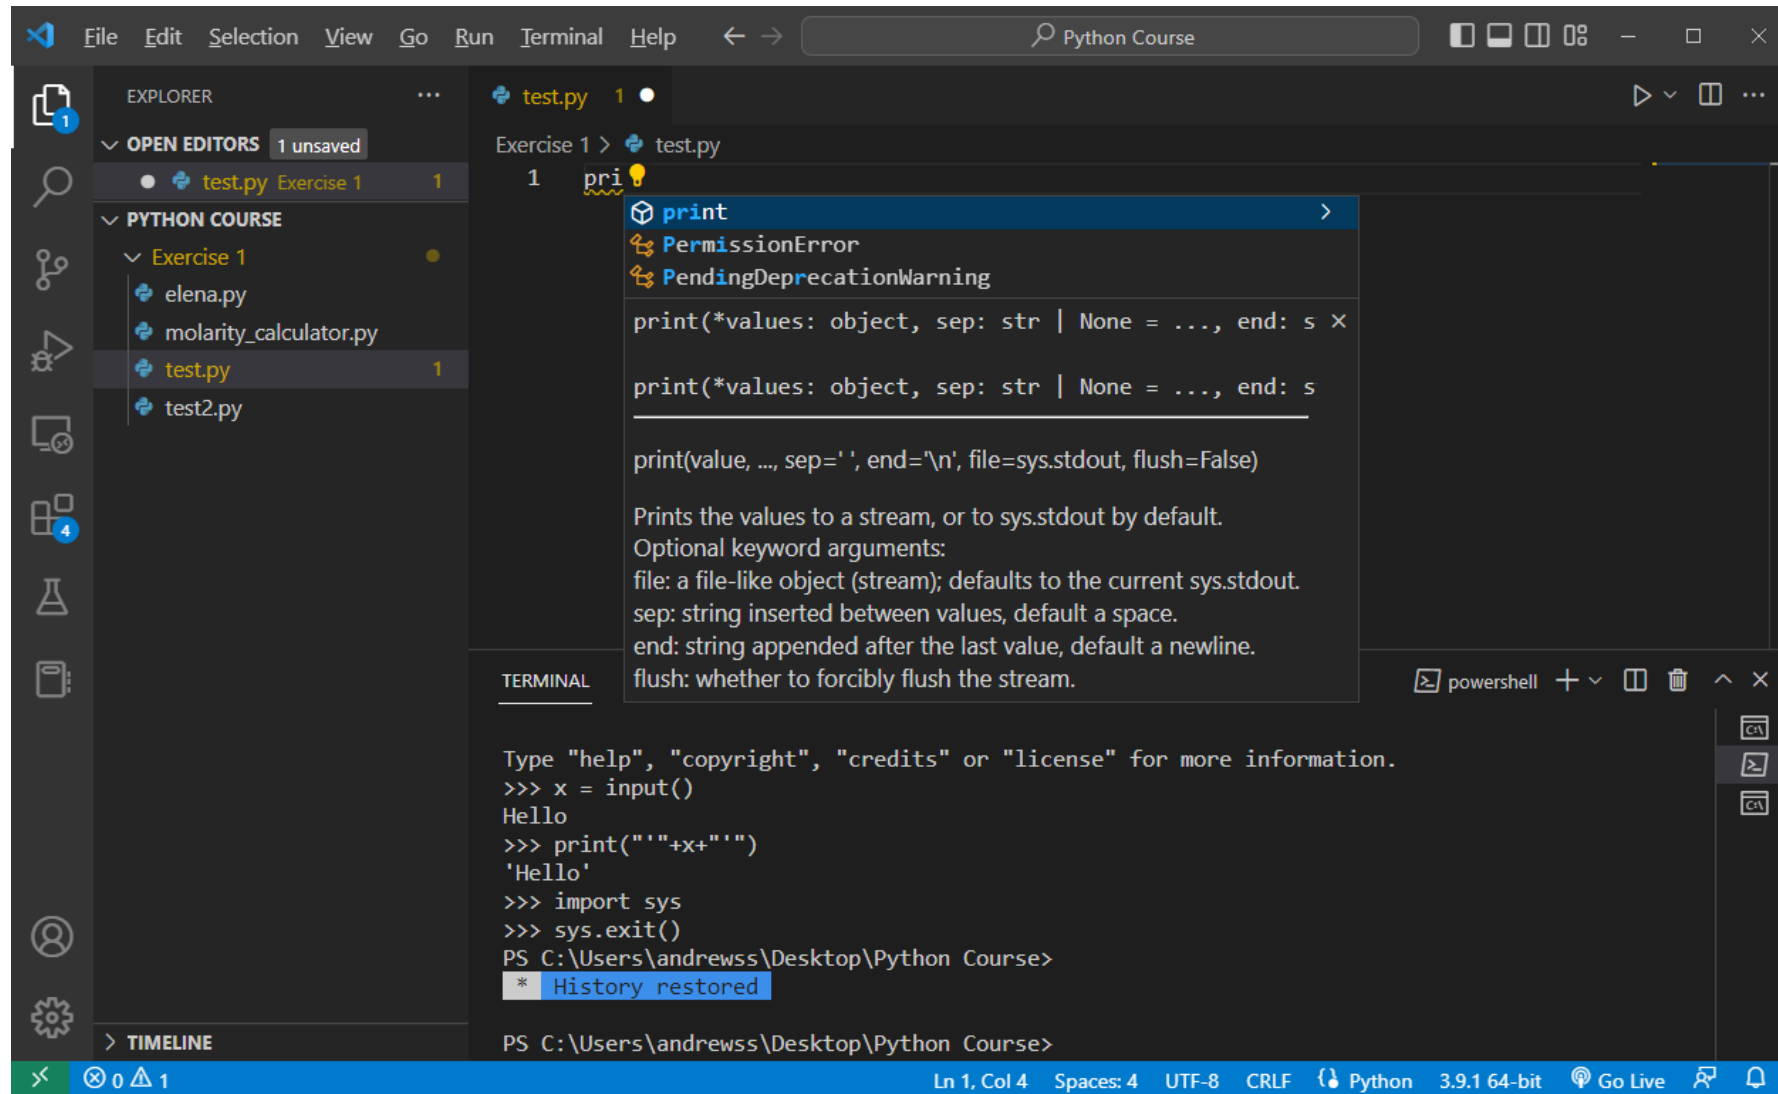 File Edit Selection View Go Run Terminal Help Python Course
1
4
EXPLORER
OPEN EDITORS 1 unsaved
test.py Exercise 1 1
PYTHON COURSE
Exercise 1
elena.py
molarity_calculator.py
test.py 1
test2.py
TIMELINE
test.py 1
Exercise 1 > test.py
1 pri
print
PermissionError
PendingDeprecationWarning
print(*values: object, sep: str | None = ..., end: s
print(*values: object, sep: str | None = ..., end: s
print(value, ..., sep=' ', end='\n', file=sys.stdout, flush=False)
Prints the values to a stream, or to sys.stdout by default.
Optional keyword arguments:
file: a file-like object (stream); defaults to the current sys.stdout.
sep: string inserted between values, default a space.
end: string appended after the last value, default a newline.
flush: whether to forcibly flush the stream.
TERMINAL powershell
Type "help", "copyright", "credits" or "license" for more information.
>>> x = input()
Hello
>>> print("'"+x+"'")
'Hello'
>>> import sys
>>> sys.exit()
PS C:\Users\andrewss\Desktop\Python Course>
* History restored
PS C:\Users\andrewss\Desktop\Python Course>
0 1 Ln 1, Col 4 Spaces: 4 UTF-8 CRLF Python 3.9.1 64-bit Go Live